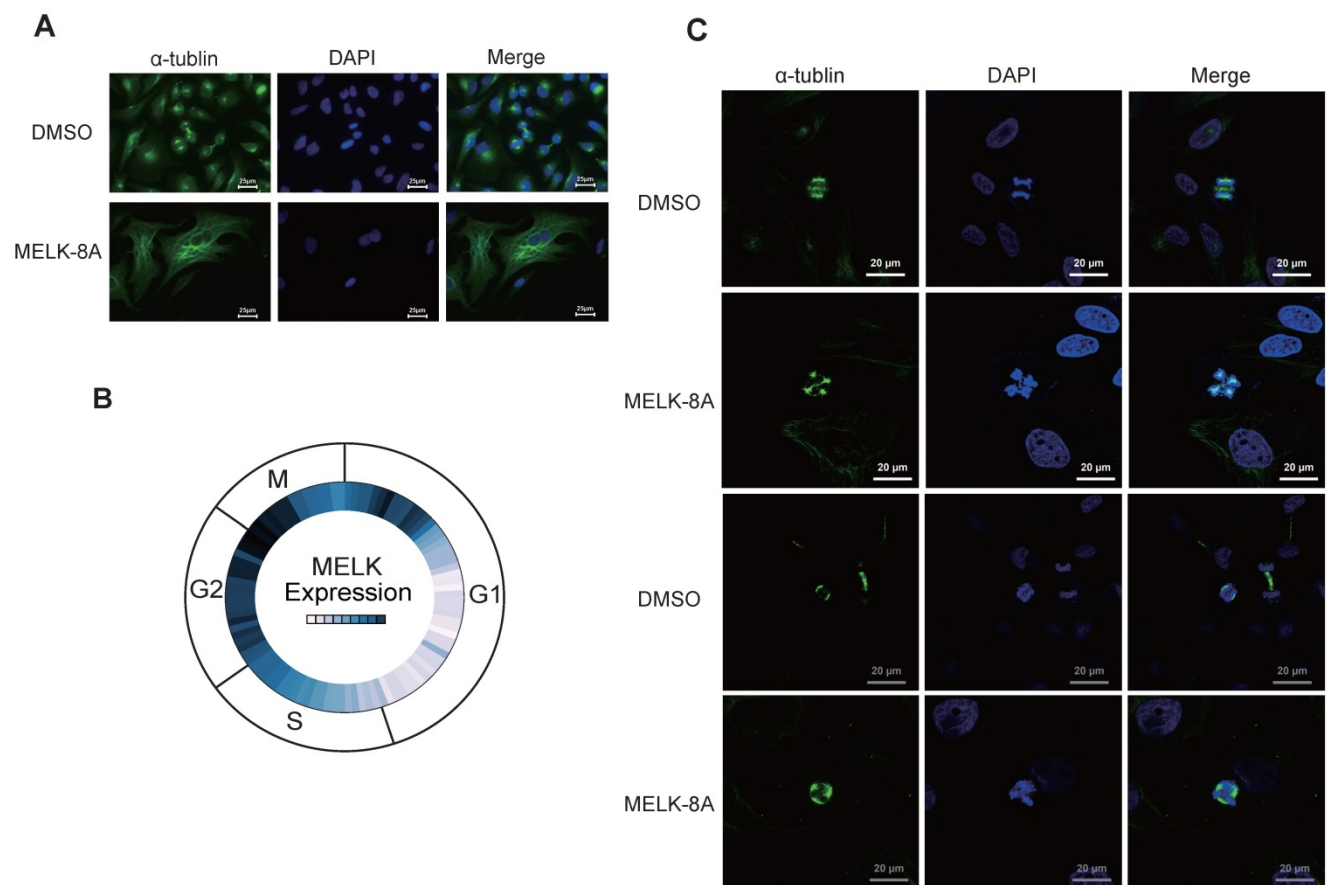 A
α-tublin DAPI Merge
DMSO
25μm 25μm 25μm
MELK-8A
25μm 25μm 25μm
B
M
G2
G1
S
MELK
Expression
C
α-tublin DAPI Merge
DMSO
20 μm 20 μm 20 μm
MELK-8A
20 μm 20 μm 20 μm
DMSO
20 μm 20 μm 20 μm
MELK-8A
20 μm 20 μm 20 μm